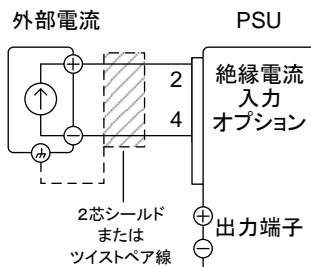 外部電流
PSU
2
4
絶縁電流
入力
オプション
2芯シールド
または
ツイストペア線
出力端子